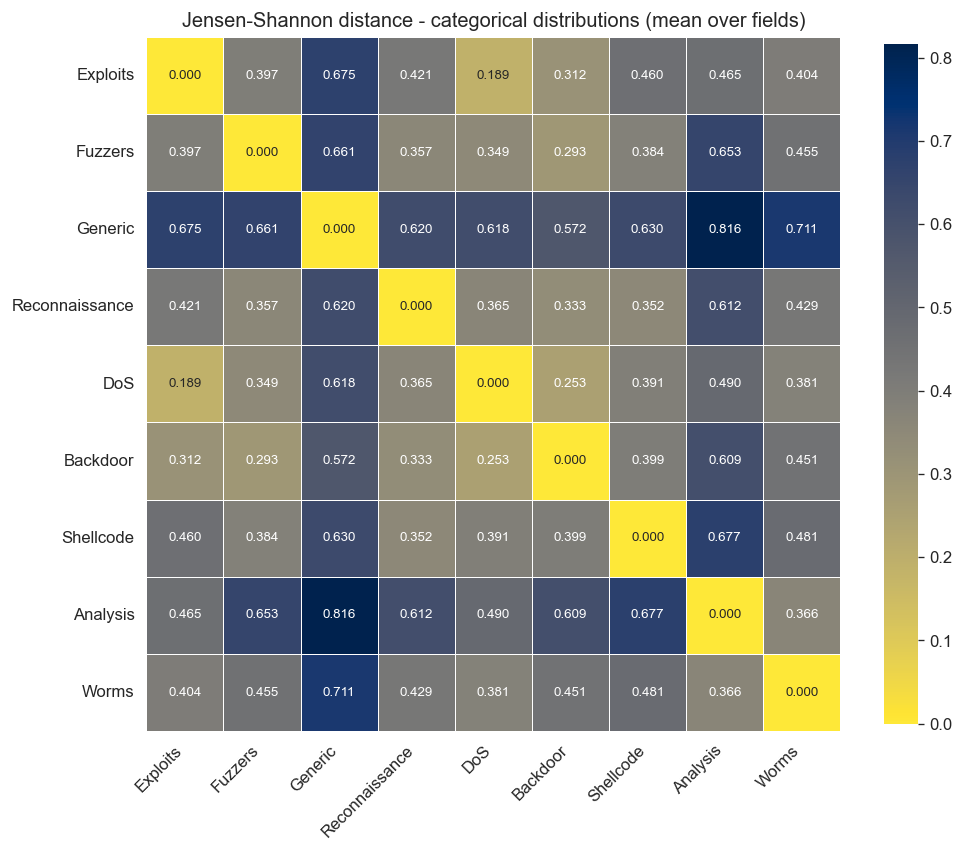 Jensen-Shannon distance - categorical distributions (mean over fields)
Exploits 0.000 0.397 0.675 0.421 0.189 0.312 0.460 0.465 0.404
Fuzzers 0.397 0.000 0.661 0.357 0.349 0.293 0.384 0.653 0.455
Generic 0.675 0.661 0.000 0.620 0.618 0.572 0.630 0.816 0.711
Reconnaissance 0.421 0.357 0.620 0.000 0.365 0.333 0.352 0.612 0.429
DoS 0.189 0.349 0.618 0.365 0.000 0.253 0.391 0.490 0.381
Backdoor 0.312 0.293 0.572 0.333 0.253 0.000 0.399 0.609 0.451
Shellcode 0.460 0.384 0.630 0.352 0.391 0.399 0.000 0.677 0.481
Analysis 0.465 0.653 0.816 0.612 0.490 0.609 0.677 0.000 0.366
Worms 0.404 0.455 0.711 0.429 0.381 0.451 0.481 0.366 0.000
Exploits Fuzzers Generic Reconnaissance DoS Backdoor Shellcode Analysis Worms
0.8
0.7
0.6
0.5
0.4
0.3
0.2
0.1
0.0